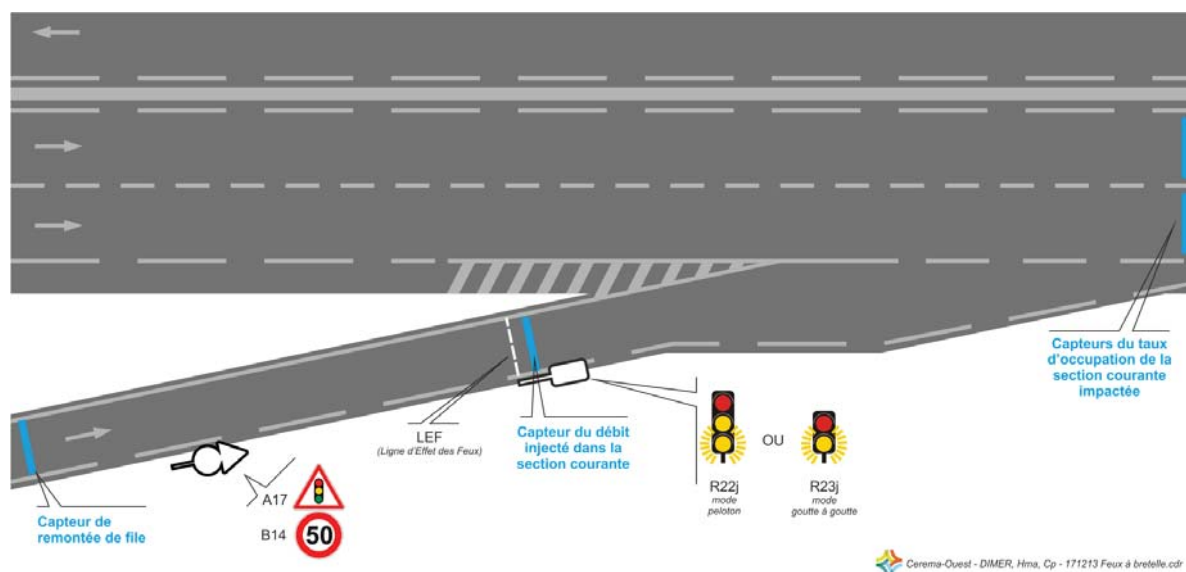 Capteurs du taux
d'occupation de la
section courante
impactée
LEF
(Ligne d'Effet des Feux)
Capteur du débit
injecté dans la
section courante
OU
R22j
mode
peloton
R23j
mode
goutte à goutte
A17
B14
50
Capteur de
remontée de file
Cerema-Ouest - DIMER, Hma, Cp - 171213 Feux à bretelle.cdr